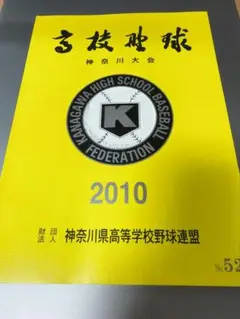 高校野球
神奈川大会
KANAGAWA HIGH SCHOOL BASEBALL
K
FEDERATION
2010
財団法人 神奈川県高等学校野球連盟
No.52